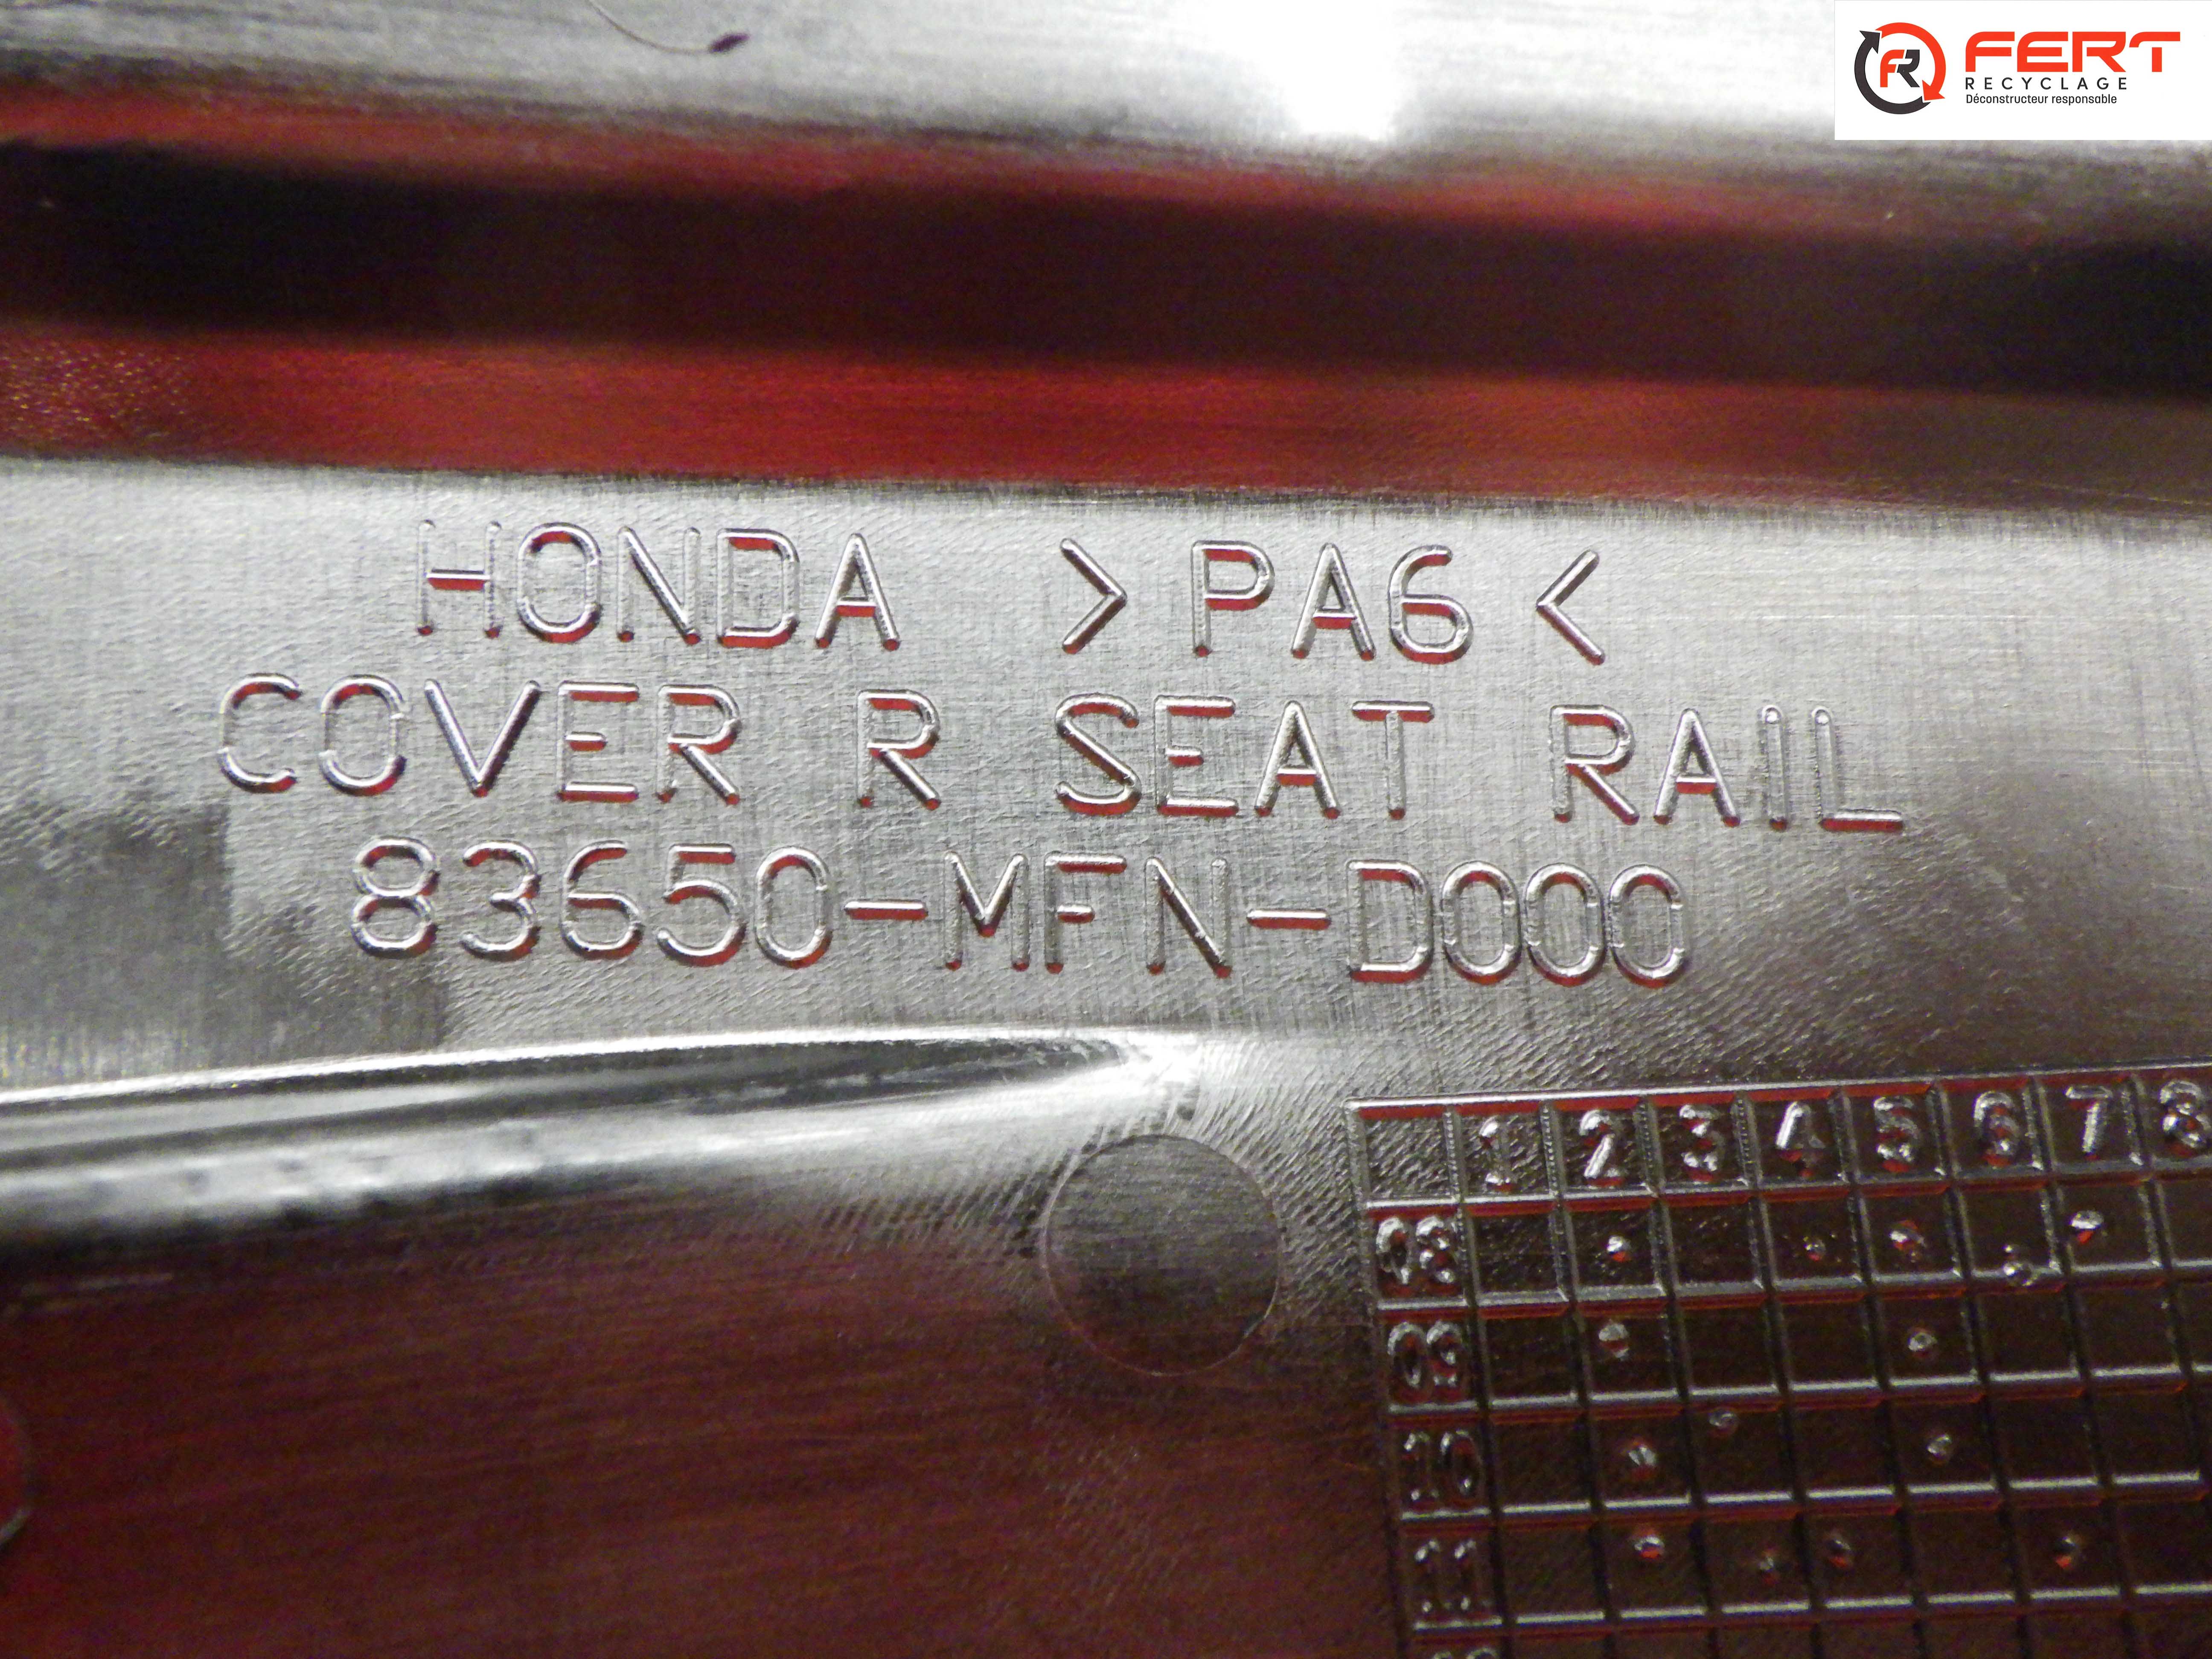 FR FERT
RECYCLAGE
Déconstructeur responsable
HONDA >PA6<
COVER R SEAT RAIL
83650-MFN-D000
1 2 3 4 5 6 7 8
08
09
10
11